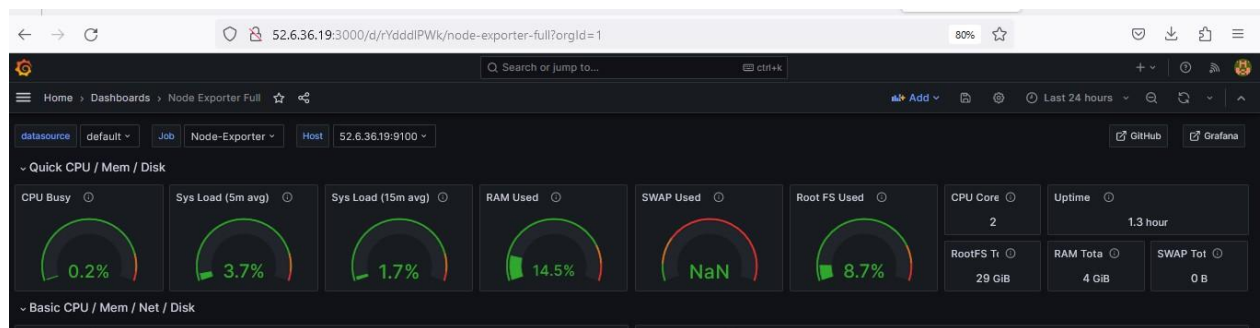 52.6.36.19:3000/d/rYdddlPWk/node-exporter-full?orgId=1 80%
Search or jump to... ctrl+k
Home › Dashboards › Node Exporter Full Add Last 24 hours
datasource default Job Node-Exporter Host 52.6.36.19:9100 GitHub Grafana
Quick CPU / Mem / Disk
CPU Busy Sys Load (5m avg) Sys Load (15m avg) RAM Used SWAP Used Root FS Used CPU Core Uptime
2 1.3 hour
RootFS To RAM Tota SWAP Tot
0.2% 3.7% 1.7% 14.5% NaN 8.7% 29 GiB 4 GiB 0 B
Basic CPU / Mem / Net / Disk